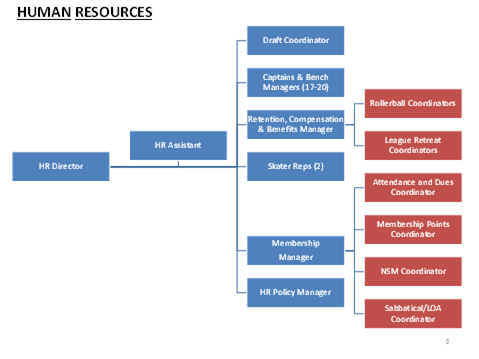 HUMAN RESOURCES
Draft Coordinator
Captains & Bench
Managers (17-20)
Retention, Compensation
& Benefits Manager
Rollerball Coordinators
League Retreat
Coordinators
HR Assistant
HR Director
Skater Reps (2)
Attendance and Dues
Coordinator
Membership Points
Coordinator
Membership
Manager
NSM Coordinator
HR Policy Manager
Sabbatical/LOA
Coordinator